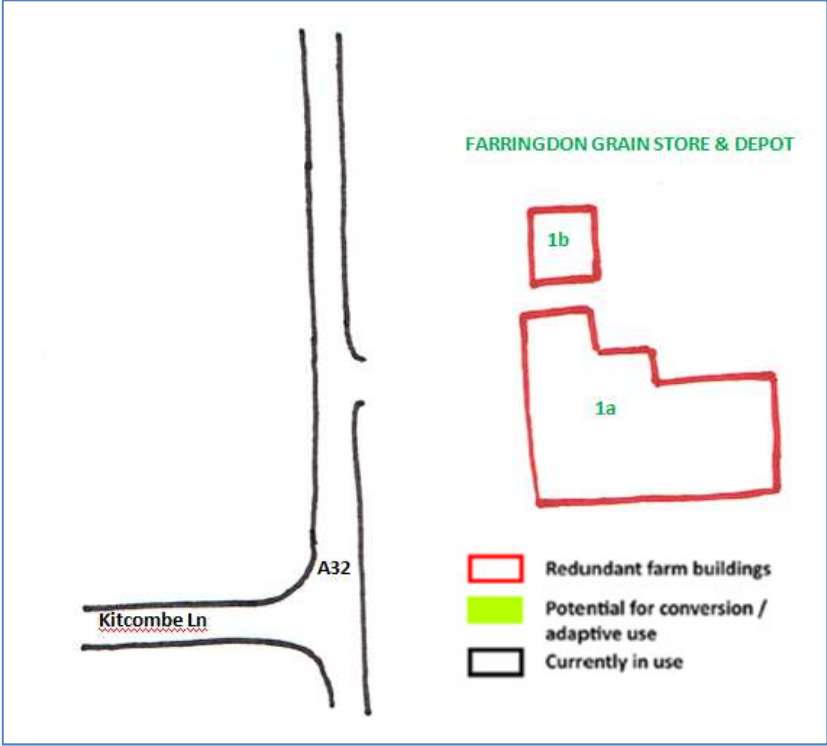 FARRINGDON GRAIN STORE & DEPOT
1b
1a
A32
Kitcombe Ln
Redundant farm buildings
Potential for conversion /
adaptive use
Currently in use